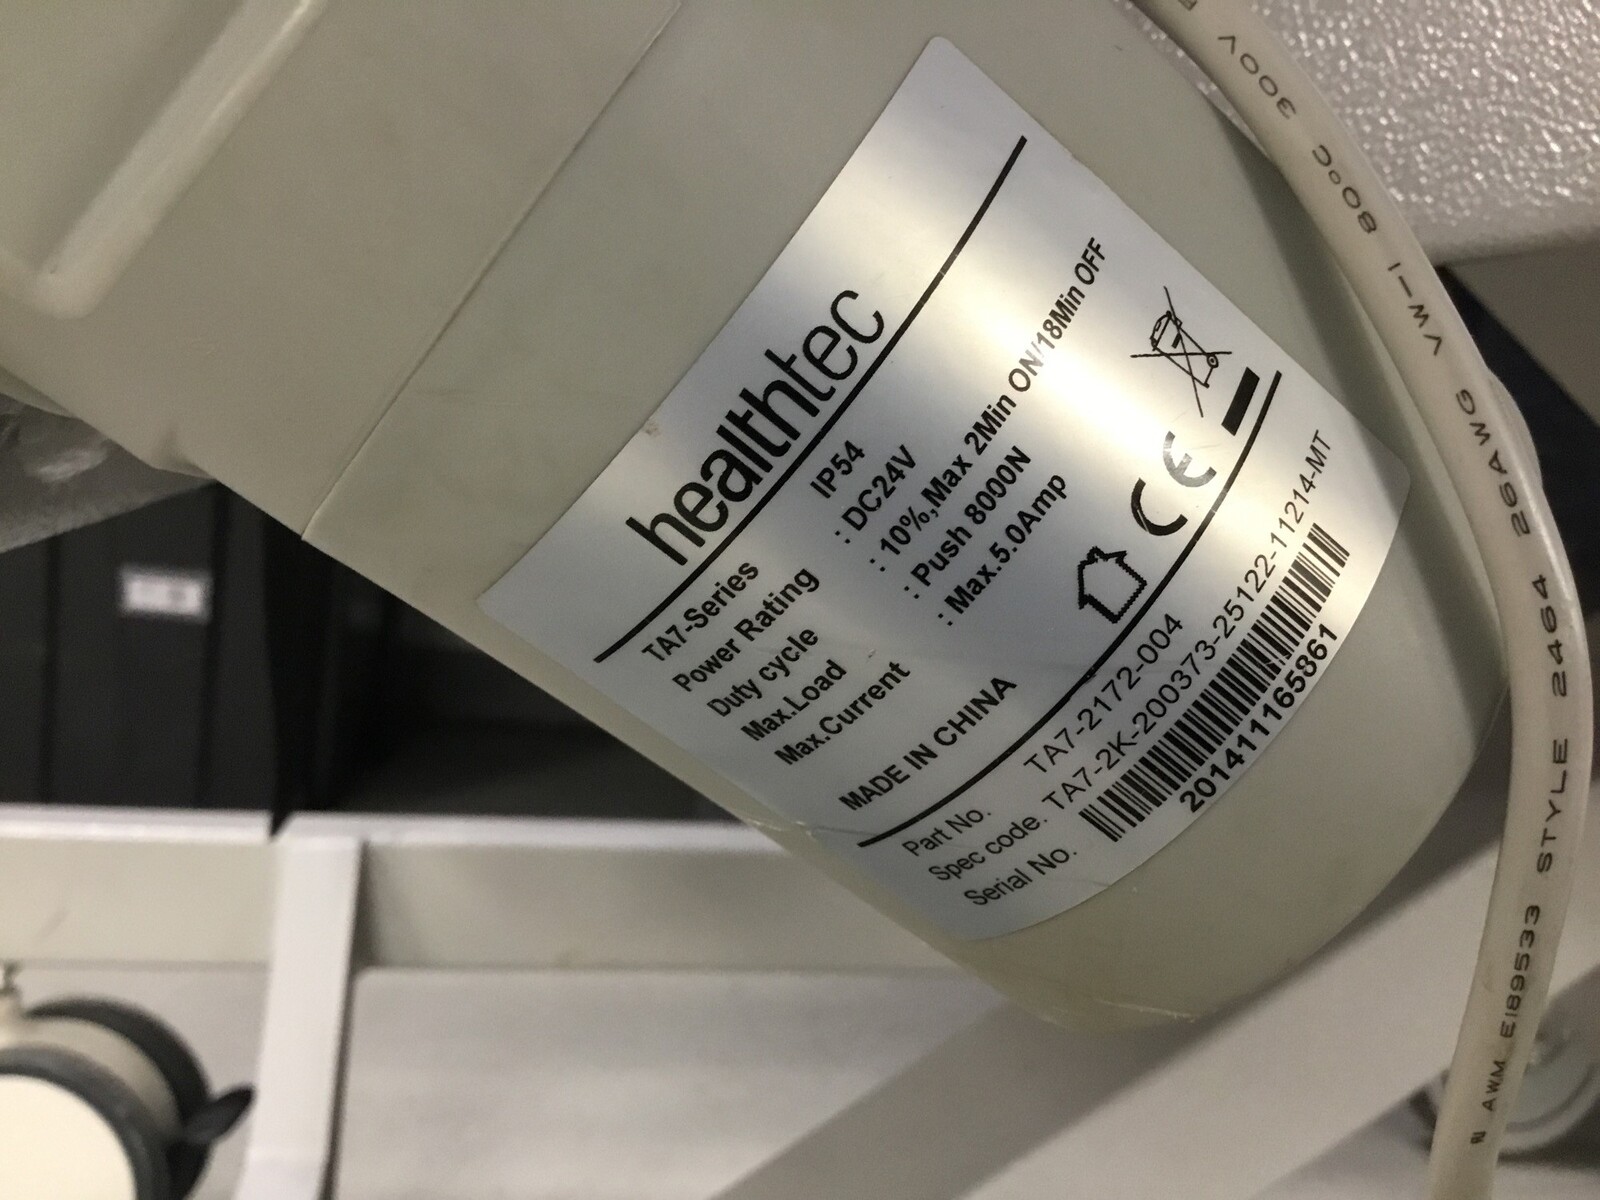 healthtec
TA7-Series IP54
Power Rating : DC24V
Duty cycle : 10%,Max 2Min ON/18Min OFF
Max.Load : Push 8000N
Max.Current : Max.5.0Amp
MADE IN CHINA
CE
Part No. TA7-2172-004
Spec code. TA7-2K-200373-25122-11214-MT
Serial No.
201411165861
AWM E189533 STYLE 2464 26AWG VW-1 80°C 300V